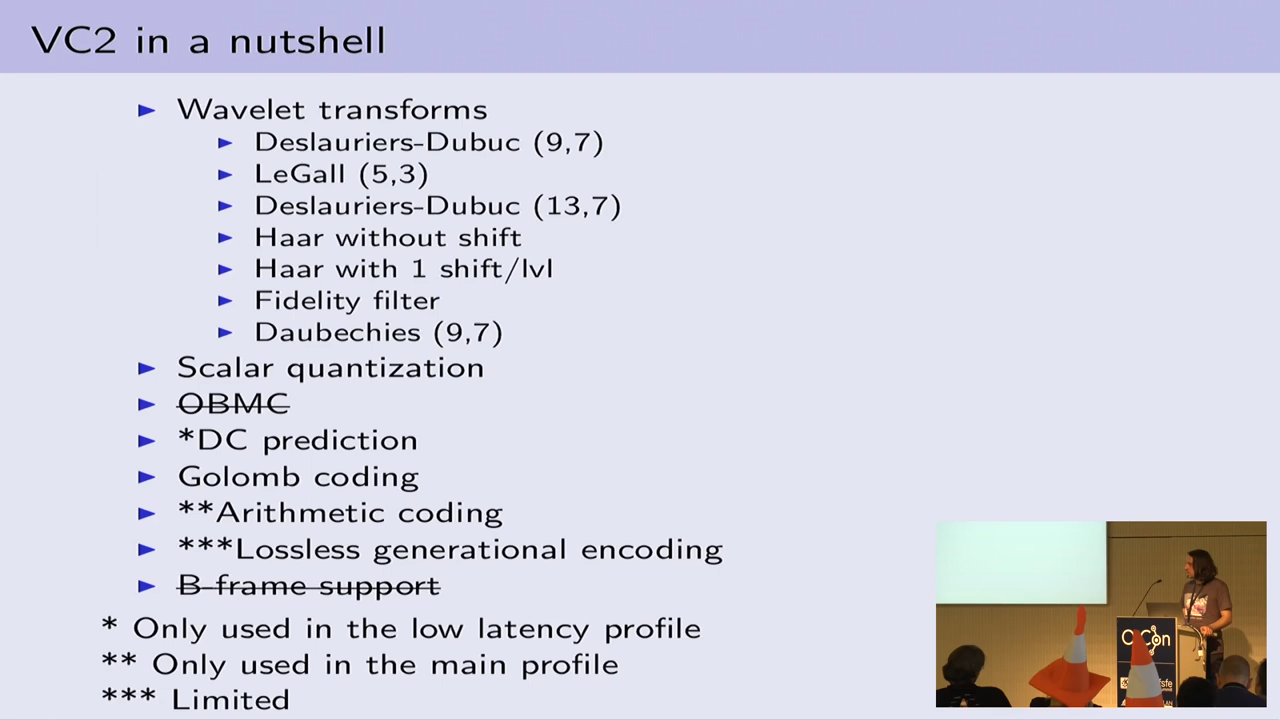 VC2 in a nutshell
Wavelet transforms
Deslauriers-Dubuc (9,7)
LeGall (5,3)
Deslauriers-Dubuc (13,7)
Haar without shift
Haar with 1 shift/lvl
Fidelity filter
Daubechies (9,7)
Scalar quantization
OBMC
*DC prediction
Golomb coding
**Arithmetic coding
***Lossless generational encoding
B-frame support
* Only used in the low latency profile
** Only used in the main profile
*** Limited